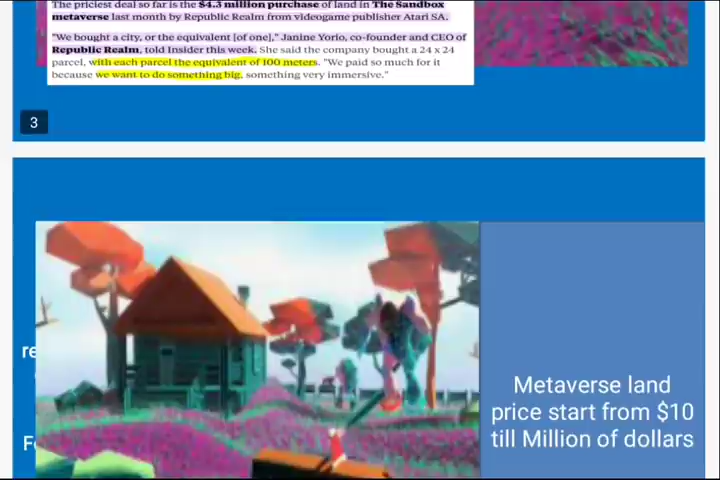 The priciest deal so far is the $4.3 million purchase of land in The Sandbox
metaverse last month by Republic Realm from videogame publisher Atari SA.
"We bought a city, or the equivalent [of one]," Janine Yorio, co-founder and CEO of
Republic Realm, told Insider this week. She said the company bought a 24 x 24
parcel, with each parcel the equivalent of 100 meters. "We paid so much for it
because we want to do something big, something very immersive."
3
re
Fo
Metaverse land
price start from $10
till Million of dollars